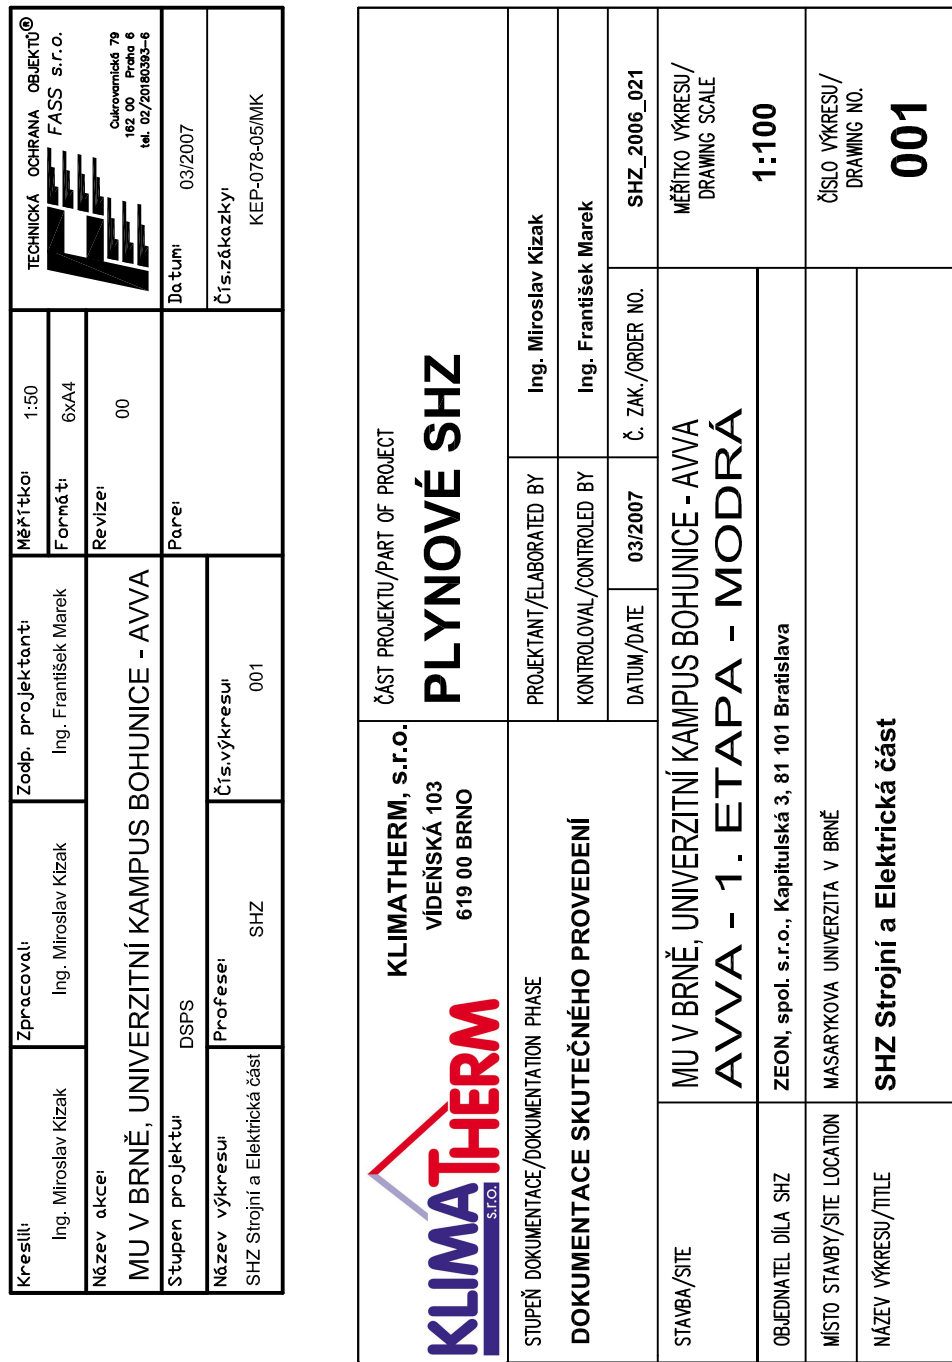 Kreslil:
Ing. Miroslav Kizak
Zpracoval:
Ing. Miroslav Kizak
Zodp. projektant:
Ing. František Marek
Měřítko:
1:50
Formát:
6xA4
TECHNICKÁ OCHRANA OBJEKTŮ®
FASS s.r.o.
Cukrovarnická 79
162 00 Praha 6
tel. 02/20180393-6
Název akce:
MU V BRNĚ, UNIVERZITNÍ KAMPUS BOHUNICE - AVVA
Revize:
00
Stupen projektu:
DSPS
Pare:
Datum:
03/2007
Název výkresu:
SHZ Strojní a Elektrická část
Profese:
SHZ
Čís.výkresu:
001
Čís.zákazky:
KEP-078-05/MK
KLIMATHERM
s.r.o.
KLIMATHERM, s.r.o.
VÍDEŇSKÁ 103
619 00 BRNO
ČÁST PROJEKTU/PART OF PROJECT
PLYNOVÉ SHZ
STUPEŇ DOKUMENTACE/DOKUMENTATION PHASE
DOKUMENTACE SKUTEČNÉHO PROVEDENÍ
PROJEKTANT/ELABORATED BY
Ing. Miroslav Kizak
KONTROLOVAL/CONTROLED BY
Ing. František Marek
DATUM/DATE
03/2007
Č. ZAK./ORDER NO.
SHZ_2006_021
STAVBA/SITE
MU V BRNĚ, UNIVERZITNÍ KAMPUS BOHUNICE - AVVA
AVVA - 1. ETAPA - MODRÁ
MĚŘÍTKO VÝKRESU/
DRAWING SCALE
1:100
OBJEDNATEL DÍLA SHZ
ZEON, spol. s.r.o., Kapitulská 3, 81 101 Bratislava
MÍSTO STAVBY/SITE LOCATION
MASARYKOVA UNIVERZITA V BRNĚ
ČÍSLO VÝKRESU/
DRAWING NO.
001
NÁZEV VÝKRESU/TITLE
SHZ Strojní a Elektrická část